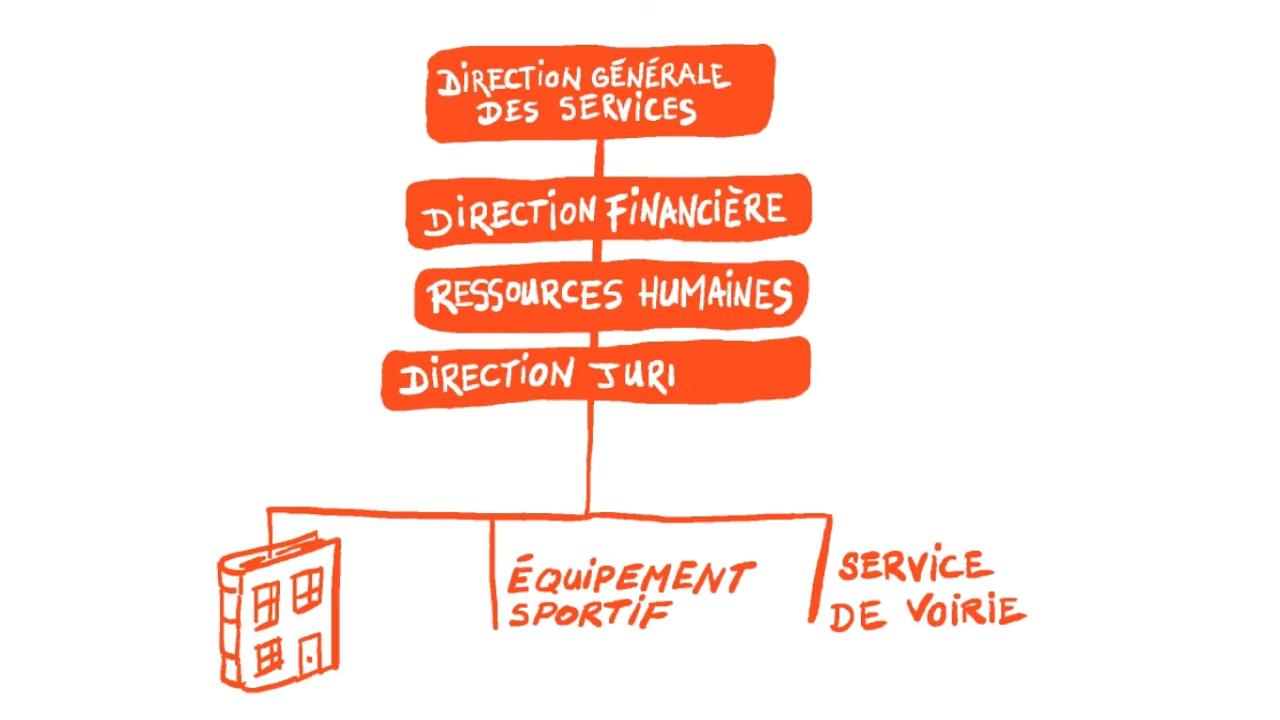 DIRECTION GÉNÉRALE
DES SERVICES
DIRECTION FINANCIÈRE
RESSOURCES HUMAINES
DIRECTION JURI
ÉQUIPEMENT
SPORTIF
SERVICE
DE VOIRIE